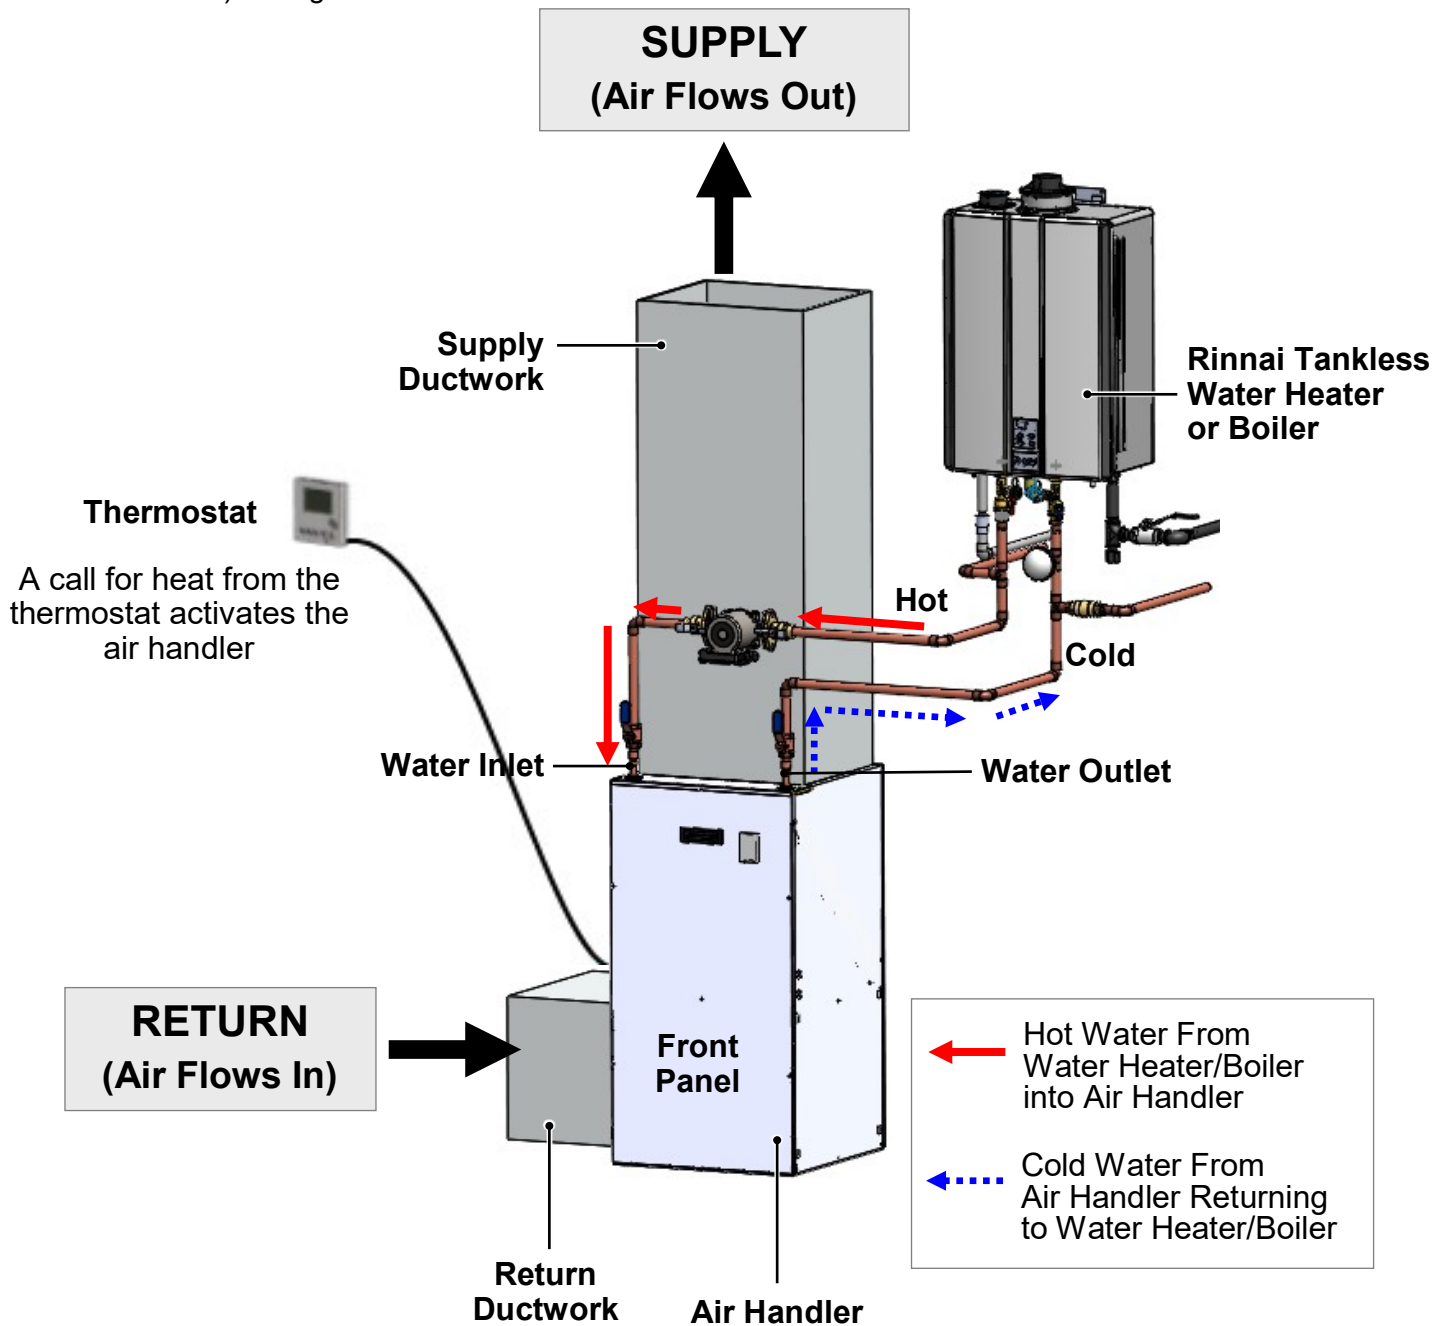 SUPPLY
(Air Flows Out)
Supply
Ductwork
Rinnai Tankless
Water Heater
or Boiler
Thermostat
A call for heat from the
thermostat activates the
air handler
Hot
Cold
Water Inlet
Water Outlet
RETURN
(Air Flows In)
Front
Panel
Hot Water From
Water Heater/Boiler
into Air Handler
Cold Water From
Air Handler Returning
to Water Heater/Boiler
Return
Ductwork
Air Handler